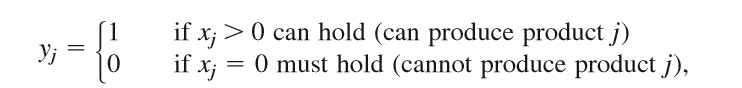 y_j = { 1 if x_j > 0 can hold (can produce product j)
0 if x_j = 0 must hold (cannot produce product j),